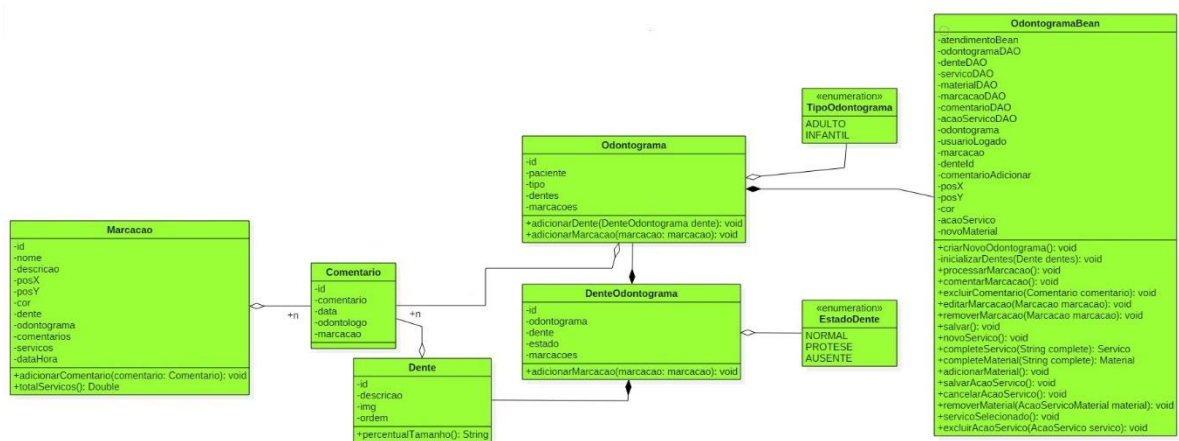 OdontogramaBean
-atendimentoBean
-odontogramaDAO
-denteDAO
-servicoDAO
-materialDAO
-marcacaoDAO
-comentarioDAO
-acaoServicoDAO
-odontograma
-usuarioLogado
-marcacao
-denteId
-comentarioAdicionar
-posX
-posY
-cor
-acaoServico
-novoMaterial
+criarNovoOdontograma(): void
-inicializarDentes(Dente dentes): void
+processarMarcacao(): void
+comentarMarcacao(): void
+excluirComentario(Comentario comentario): void
+editarMarcacao(Marcacao marcacao): void
+removerMarcacao(Marcacao marcacao): void
+salvar(): void
+novoServico(): void
+completeServico(String complete): Servico
+completeMaterial(String complete): Material
+adicionarMaterial(): void
+salvarAcaoServico(): void
+cancelarAcaoServico(): void
+removerMaterial(AcaoServicoMaterial material): void
+servicoSelecionado(): void
+excluirAcaoServico(AcaoServico servico): void
«enumeration»
TipoOdontograma
ADULTO
INFANTIL
Odontograma
-id
-paciente
-tipo
-dentes
-marcacoes
+adicionarDente(DenteOdontograma dente): void
+adicionarMarcacao(marcacao: marcacao): void
Marcacao
-id
-nome
-descricao
-posX
-posY
-cor
-dente
-odontograma
-comentarios
-servicos
-dataHora
+adicionarComentario(comentario: Comentario): void
+totalServicos(): Double
+n
Comentario
-id
-comentario
-data
-odontologo
-marcacao
+n
DenteOdontograma
-id
-odontograma
-dente
-estado
-marcacoes
+adicionarMarcacao(marcacao: marcacao): void
«enumeration»
EstadoDente
NORMAL
PROTESE
AUSENTE
Dente
-id
-descricao
-img
-ordem
+percentualTamanho(): String